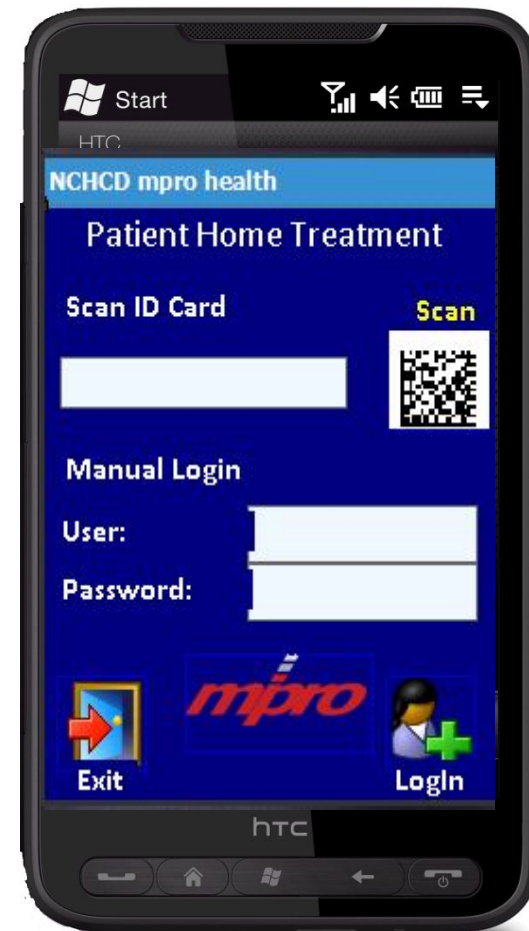 Start
HTC
NCHCD mpro health
Patient Home Treatment
Scan ID Card
Scan
Manual Login
User:
Password:
mpro
Exit
LogIn
hTC